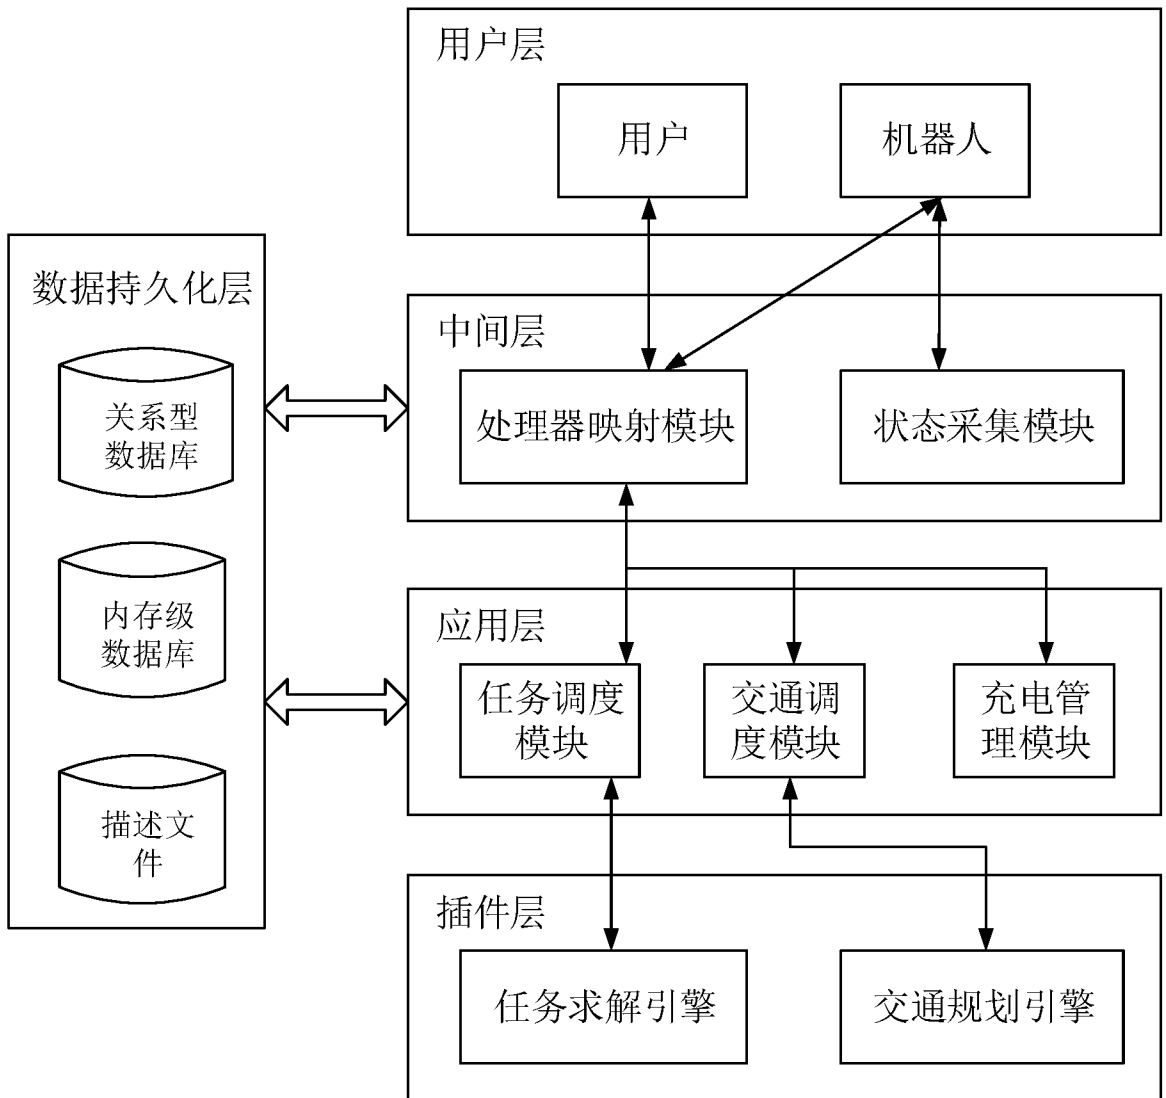 用户层
用户
机器人
数据持久化层
关系型
数据库
内存级
数据库
描述文
件
中间层
处理器映射模块
状态采集模块
应用层
任务调度
模块
交通调
度模块
充电管
理模块
插件层
任务求解引擎
交通规划引擎